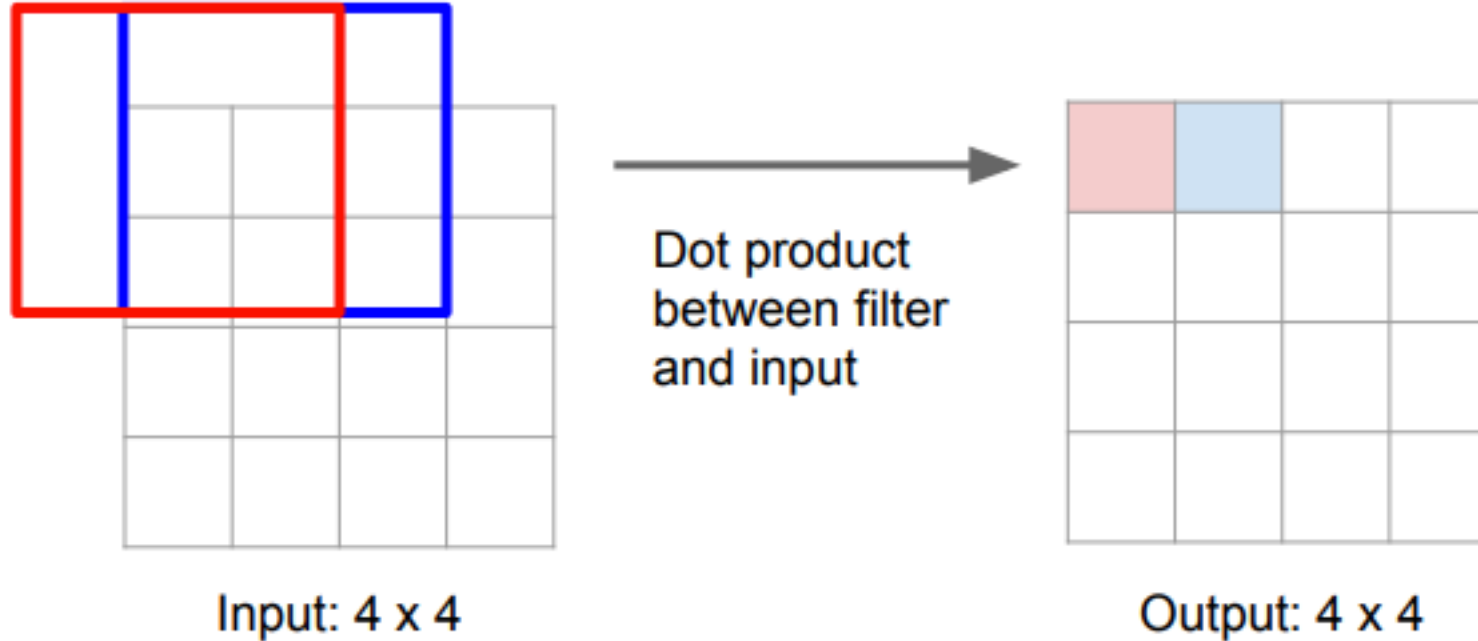 Dot product
between filter
and input
Input: 4 x 4
Output: 4 x 4